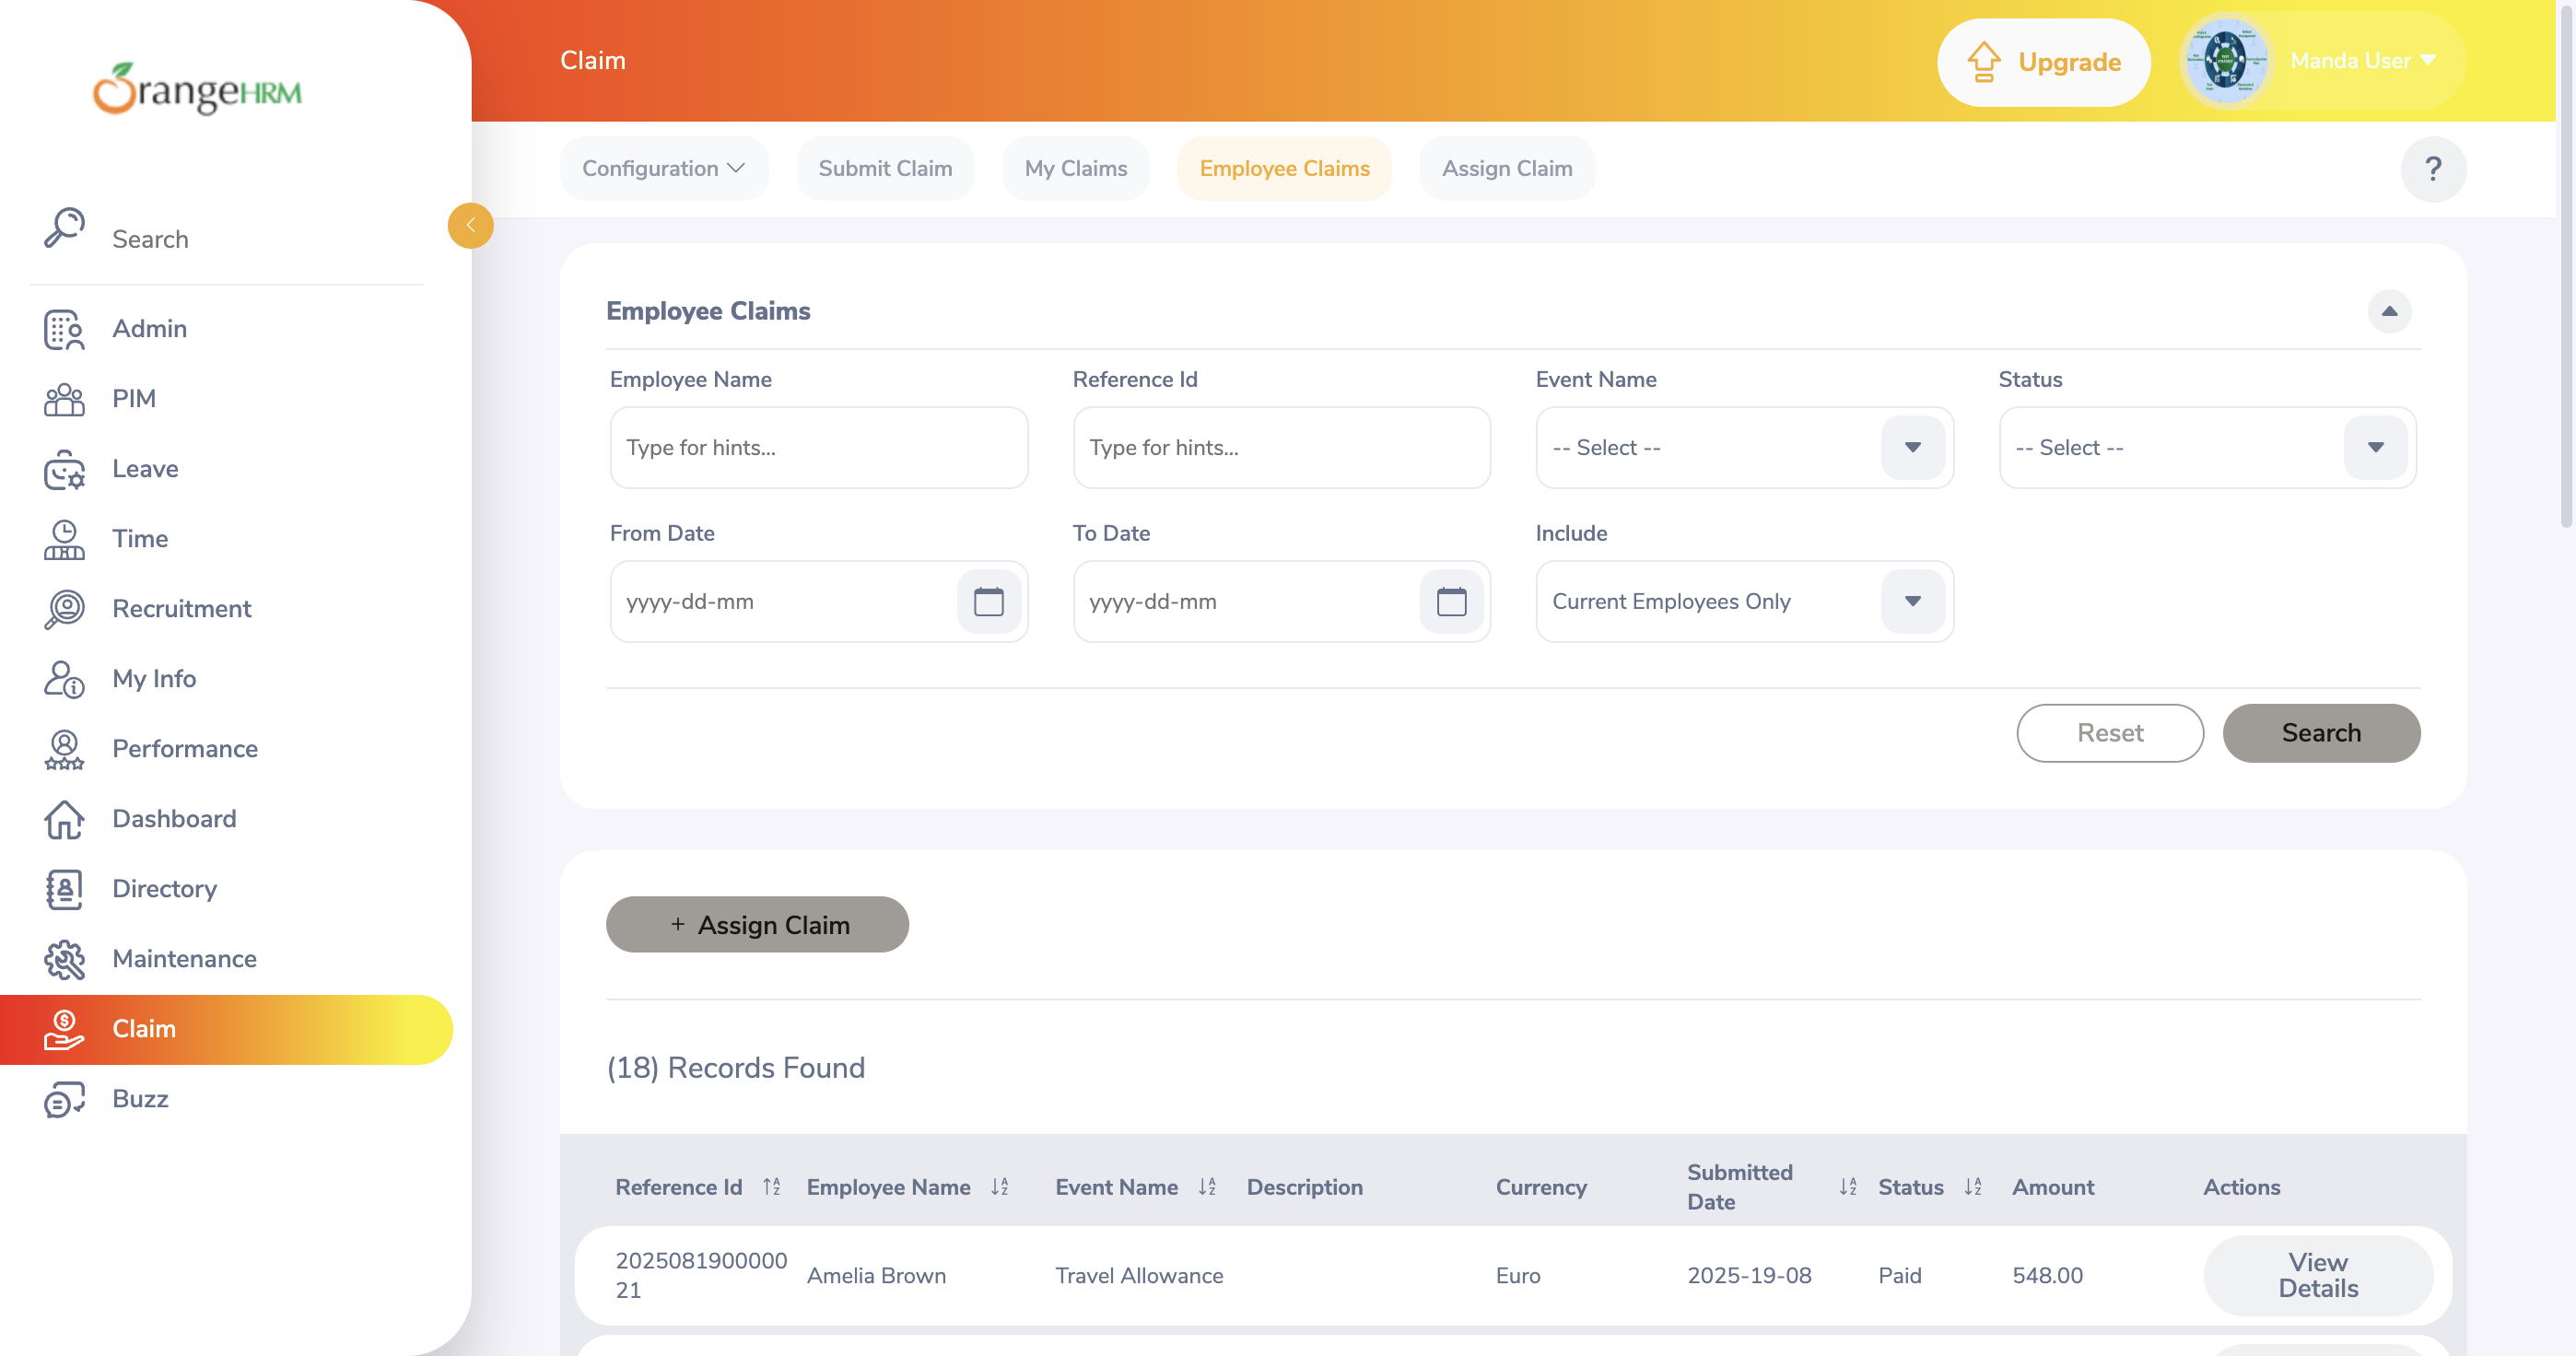 OrangeHRM
Claim
Upgrade
Manda User
Configuration
Submit Claim
My Claims
Employee Claims
Assign Claim
?
Search
Admin
PIM
Leave
Time
Recruitment
My Info
Performance
Dashboard
Directory
Maintenance
Claim
Buzz
Employee Claims
Employee Name
Reference Id
Event Name
Status
Type for hints...
Type for hints...
-- Select --
-- Select --
From Date
To Date
Include
yyyy-dd-mm
yyyy-dd-mm
Current Employees Only
Reset
Search
+ Assign Claim
(18) Records Found
Reference Id
Employee Name
Event Name
Description
Currency
Submitted
Date
Status
Amount
Actions
2025081900000
21
Amelia Brown
Travel Allowance
Euro
2025-19-08
Paid
548.00
View
Details